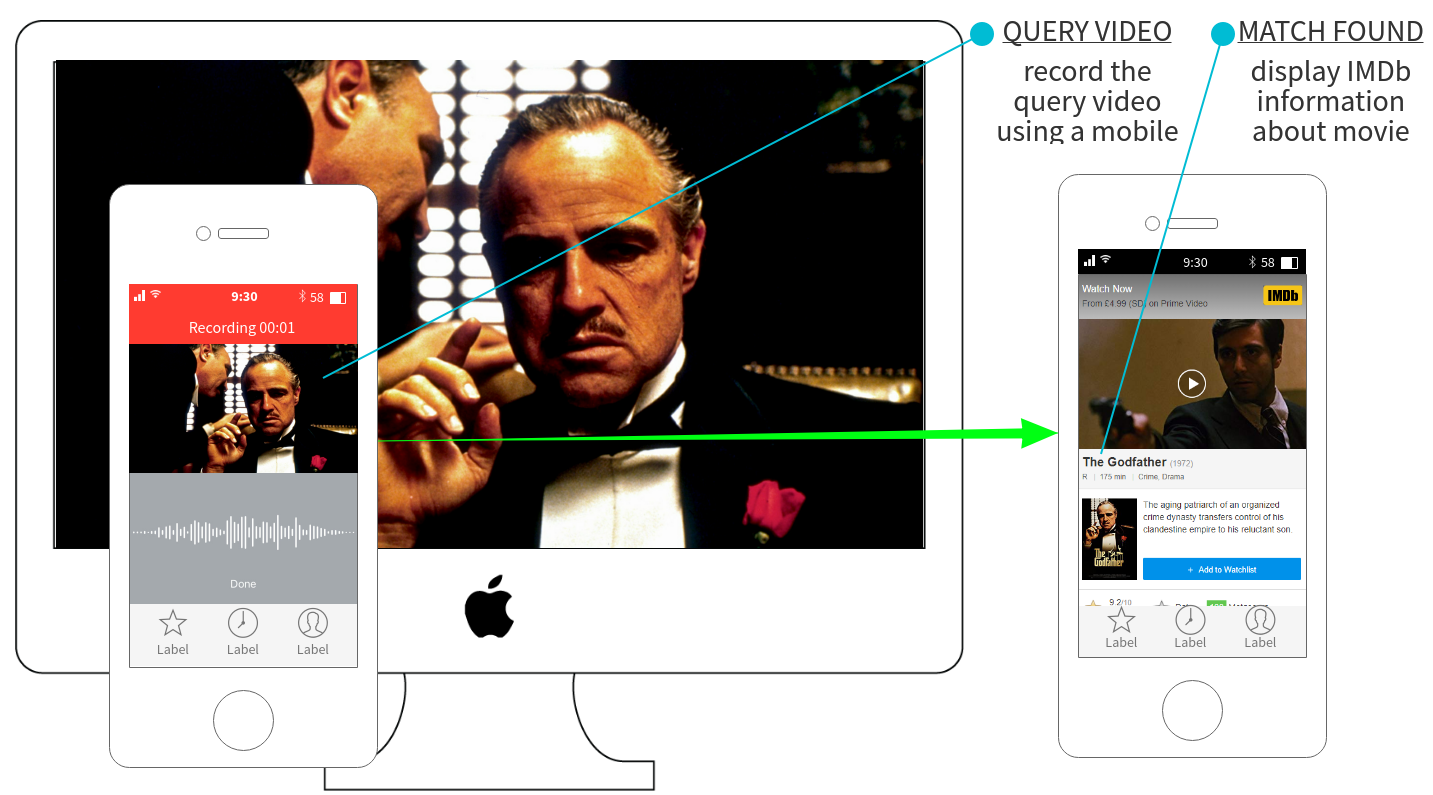 QUERY VIDEO
record the
query video
using a mobile
MATCH FOUND
display IMDb
information
about movie
9:30
58
Recording 00:01
Done
Label
Label
Label
9:30
58
Watch Now
From £4.99 (SD) on Prime Video
IMDb
The Godfather (1972)
R | 175 min | Crime, Drama
The aging patriarch of an organized
crime dynasty transfers control of his
clandestine empire to his reluctant son.
The
Godfather
+ Add to Watchlist
9.2/10
Label
Label
Label